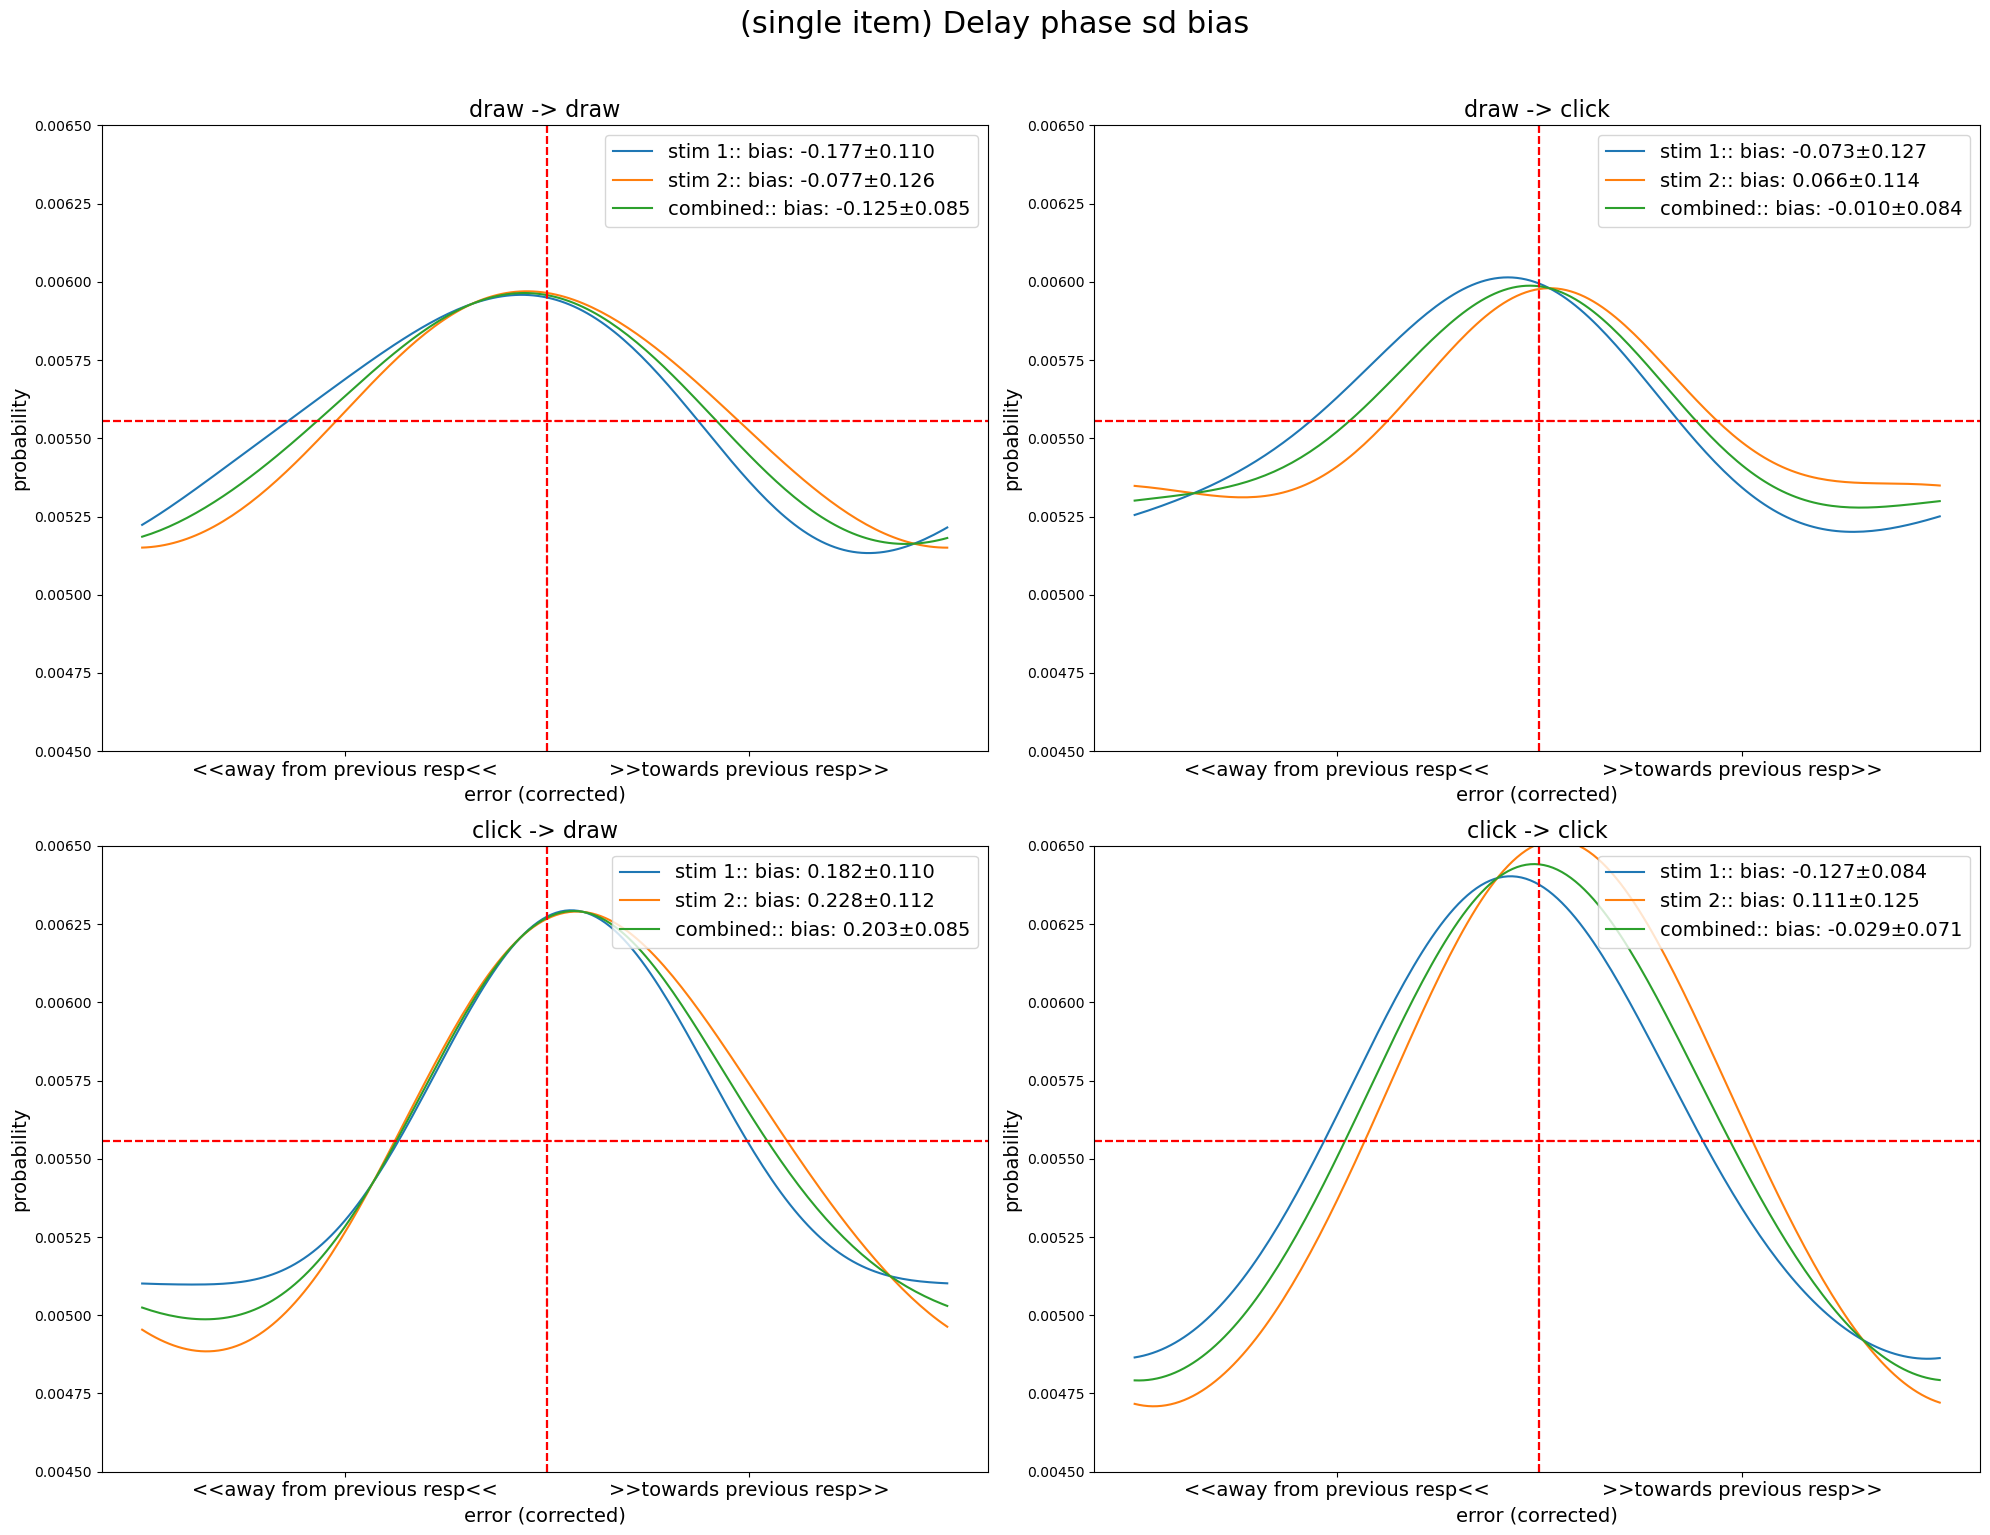 (single item) Delay phase sd bias
draw -> draw
0.00650
0.00625
0.00600
0.00575
0.00550
0.00525
0.00500
0.00475
0.00450
probability
stim 1:: bias: -0.177±0.110
stim 2:: bias: -0.077±0.126
combined:: bias: -0.125±0.085
<<away from previous resp<<
>>towards previous resp>>
error (corrected)
draw -> click
0.00650
0.00625
0.00600
0.00575
0.00550
0.00525
0.00500
0.00475
0.00450
probability
stim 1:: bias: -0.073±0.127
stim 2:: bias: 0.066±0.114
combined:: bias: -0.010±0.084
<<away from previous resp<<
>>towards previous resp>>
error (corrected)
click -> draw
0.00650
0.00625
0.00600
0.00575
0.00550
0.00525
0.00500
0.00475
0.00450
probability
stim 1:: bias: 0.182±0.110
stim 2:: bias: 0.228±0.112
combined:: bias: 0.203±0.085
<<away from previous resp<<
>>towards previous resp>>
error (corrected)
click -> click
0.00650
0.00625
0.00600
0.00575
0.00550
0.00525
0.00500
0.00475
0.00450
probability
stim 1:: bias: -0.127±0.084
stim 2:: bias: 0.111±0.125
combined:: bias: -0.029±0.071
<<away from previous resp<<
>>towards previous resp>>
error (corrected)